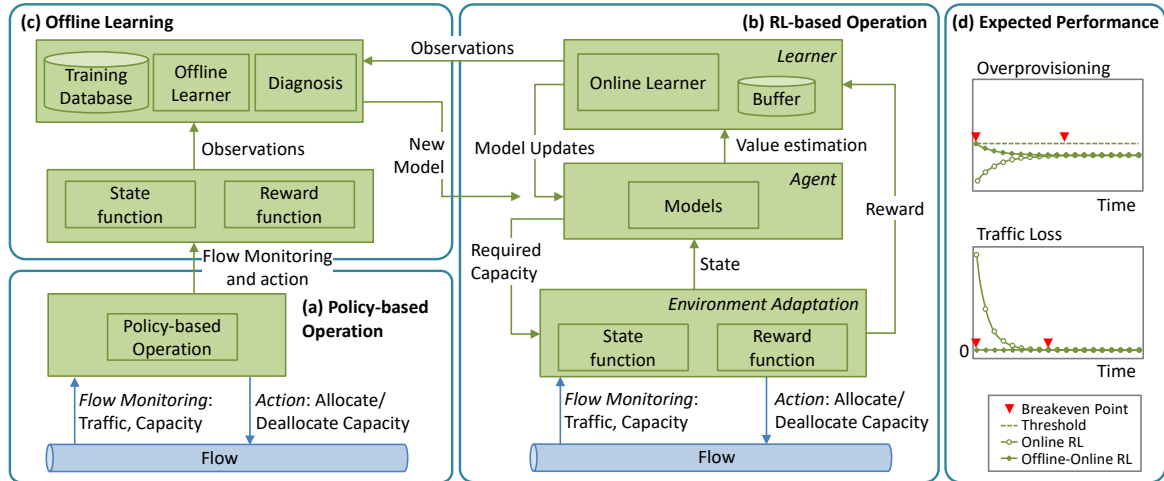 (c) Offline Learning
Training
Database
Offline
Learner
Diagnosis
Observations
State
function
Reward
function
Flow Monitoring
and action
(a) Policy-based
Operation
Policy-based
Operation
Flow Monitoring:
Traffic, Capacity
Action: Allocate/
Deallocate Capacity
Flow
(b) RL-based Operation
Observations
Learner
Online Learner
Buffer
New
Model
Model Updates
Value estimation
Agent
Models
Reward
Required
Capacity
State
Environment Adaptation
State
function
Reward
function
Flow Monitoring:
Traffic, Capacity
Action: Allocate/
Deallocate Capacity
Flow
(d) Expected Performance
Overprovisioning
Time
Traffic Loss
0
Time
Breakeven Point
Threshold
Online RL
Offline-Online RL